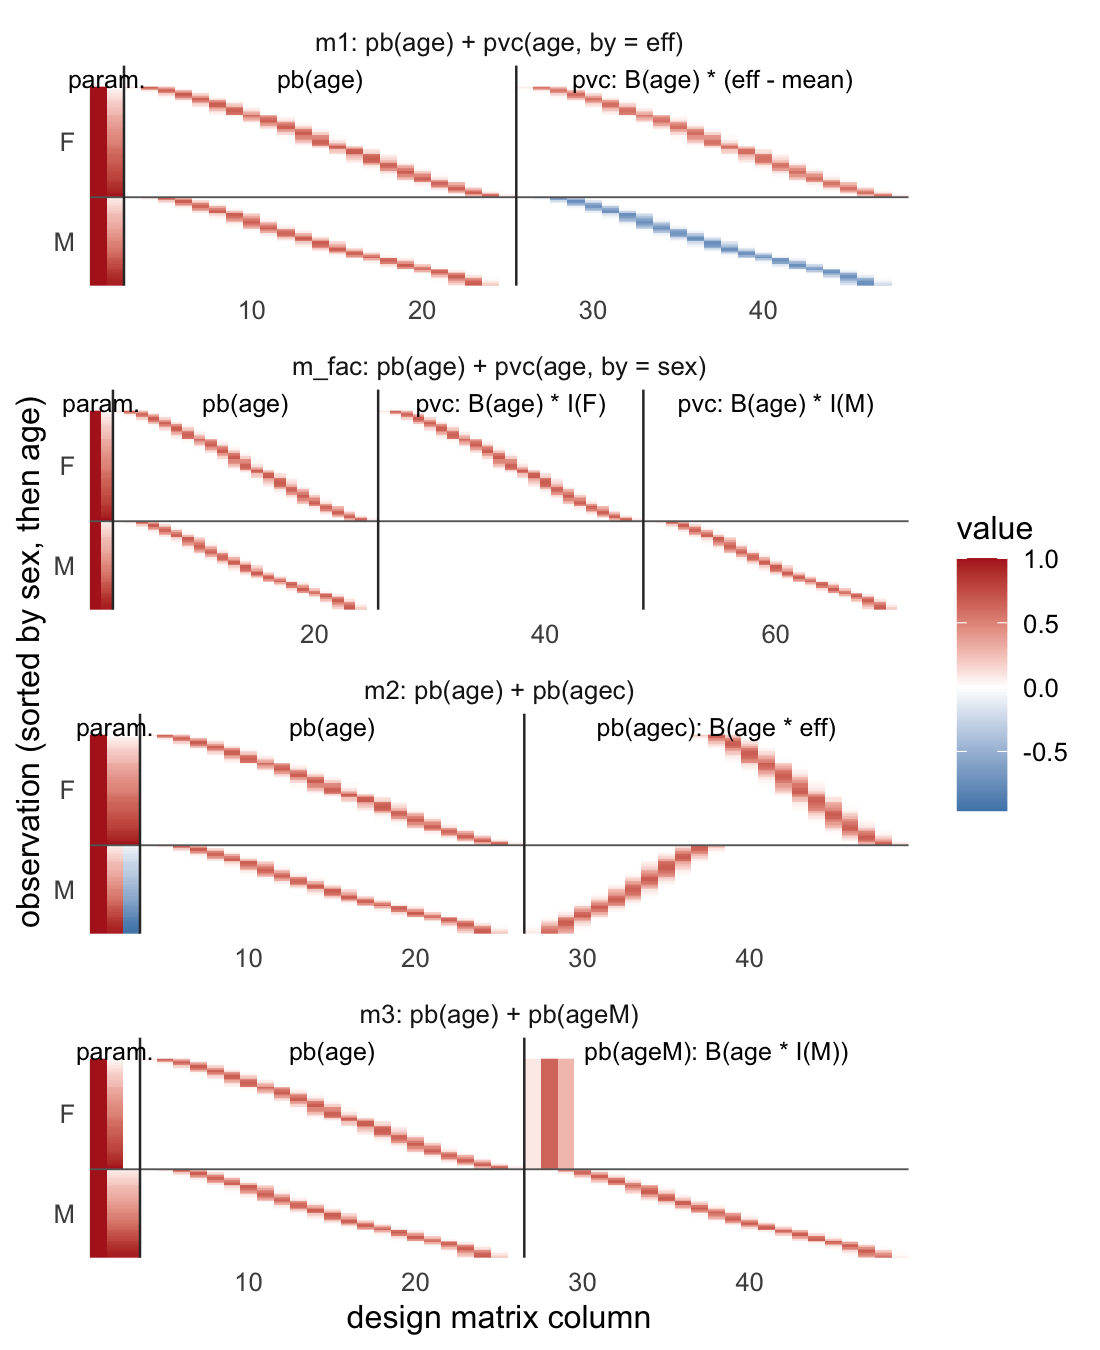 m1: pb(age) + pvc(age, by = eff)
param.
pb(age)
pvc: B(age) * (eff - mean)
F
M
10
20
30
40
m_fac: pb(age) + pvc(age, by = sex)
param.
pb(age)
pvc: B(age) * I(F)
pvc: B(age) * I(M)
F
M
20
40
60
m2: pb(age) + pb(agec)
param.
pb(age)
pb(agec): B(age * eff)
F
M
10
20
30
40
m3: pb(age) + pb(ageM)
param.
pb(age)
pb(ageM): B(age * I(M))
F
M
10
20
30
40
design matrix column
observation (sorted by sex, then age)
value
1.0
0.5
0.0
-0.5